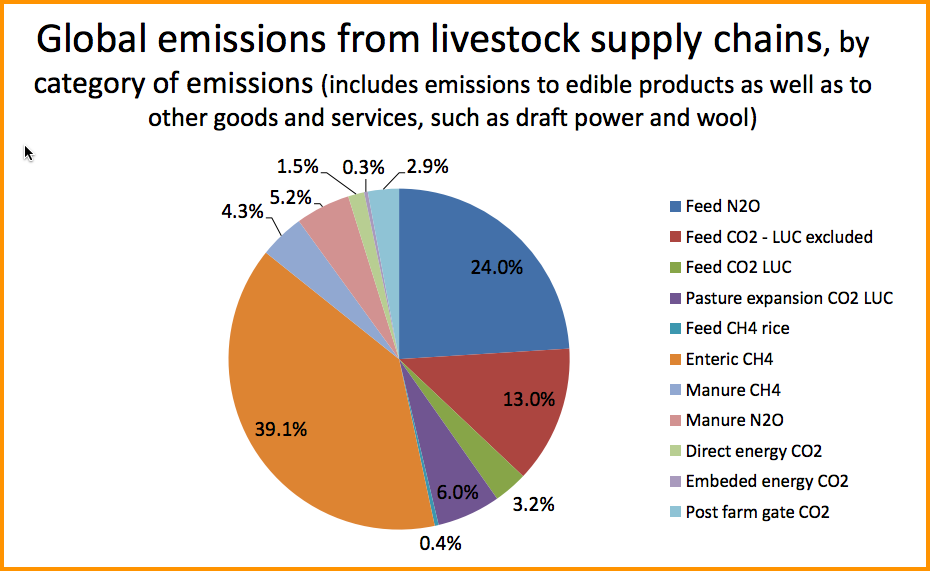 Global emissions from livestock supply chains, by
category of emissions (includes emissions to edible products as well as to
other goods and services, such as draft power and wool)
1.5%
0.3%
2.9%
5.2%
4.3%
24.0%
13.0%
39.1%
6.0%
3.2%
0.4%
Feed N2O
Feed CO2 - LUC excluded
Feed CO2 LUC
Pasture expansion CO2 LUC
Feed CH4 rice
Enteric CH4
Manure CH4
Manure N2O
Direct energy CO2
Embeded energy CO2
Post farm gate CO2